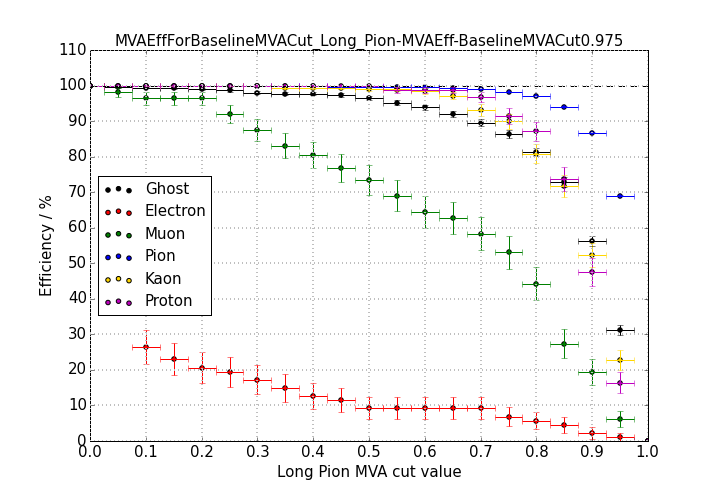 MVAEffForBaselineMVACut_Long_Pion-MVAEff-BaselineMVACut0.975
110
100
90
80
70
60
50
40
30
20
10
0
Efficiency / %
Ghost
Electron
Muon
Pion
Kaon
Proton
0.0 0.1 0.2 0.3 0.4 0.5 0.6 0.7 0.8 0.9 1.0
Long Pion MVA cut value